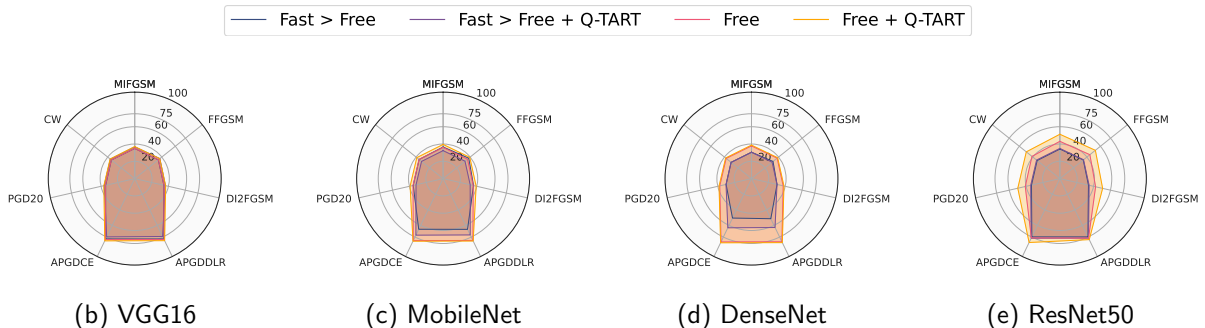 Fast > Free
Fast > Free + Q-TART
Free
Free + Q-TART
MIFGSM
100
75
60
40
20
CW
FFGSM
PGD20
DI2FGSM
APGDCE
APGDDLR
(b) VGG16
MIFGSM
100
75
60
40
20
CW
FFGSM
PGD20
DI2FGSM
APGDCE
APGDDLR
(c) MobileNet
MIFGSM
100
75
60
40
20
CW
FFGSM
PGD20
DI2FGSM
APGDCE
APGDDLR
(d) DenseNet
MIFGSM
100
75
60
40
20
CW
FFGSM
PGD20
DI2FGSM
APGDCE
APGDDLR
(e) ResNet50